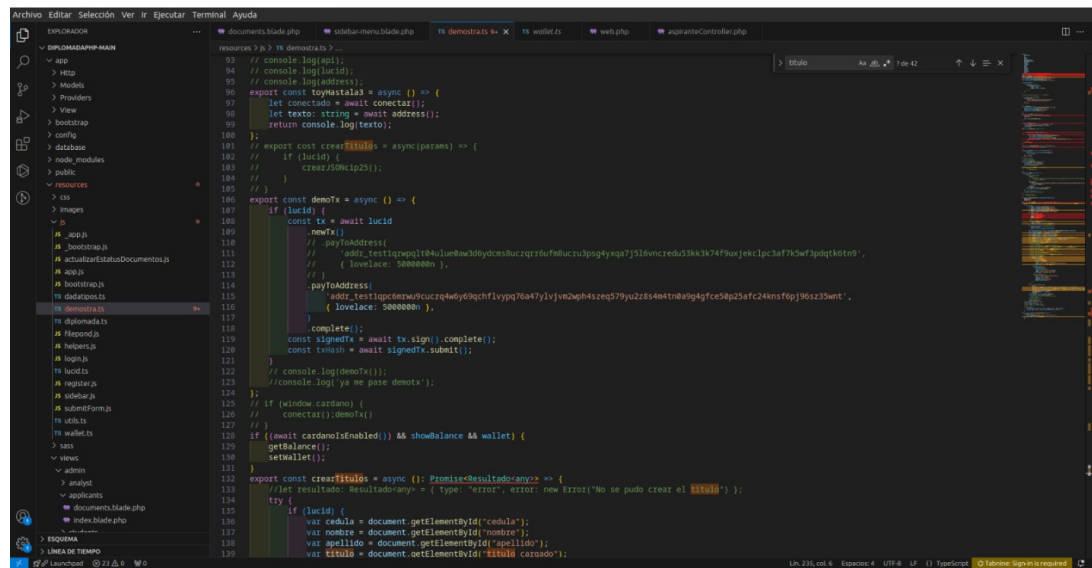 Archivo Editar Selección Ver Ir Ejecutar Terminal Ayuda
EXPLORADOR
DIPLOMADAPHP-MAIN
app
Http
Models
Providers
View
bootstrap
config
database
node_modules
public
resources
css
images
js
_app.js
_bootstrap.js
actualizarEstatusDocumentos.js
app.js
bootstrap.js
dadatipos.ts
demostra.ts 9+
diplomada.ts
filepond.js
helpers.js
login.js
lucid.ts
register.js
sidebar.js
submitForm.js
utils.ts
wallet.ts
sass
views
admin
analyst
applicants
documents.blade.php
index.blade.php
ESQUEMA
LÍNEA DE TIEMPO
documents.blade.php sidebar-menu.blade.php demostra.ts 9+ wallet.ts web.php aspiranteController.php
resources > js > demostra.ts > ...
titulo Aa ab ? de 42
93 // console.log(api);
94 // console.log(lucid);
95 // console.log(address);
96 export const toyHastala3 = async () => {
97 let conectado = await conectar();
98 let texto: string = await address();
99 return console.log(texto);
100 };
101 // export cost crearTitulos = async(params) => {
102 // if (lucid) {
103 // crearJSONcip25();
104 // }
105 // }
106 export const demoTx = async () => {
107 if (lucid) {
108 const tx = await lucid
109 .newTx()
110 // .payToAddress(
111 //
112 // { lovelace: 5000000n },
113 // )
114 .payToAddress(
115
116 { lovelace: 5000000n },
117 )
118 .complete();
119 const signedTx = await tx.sign().complete();
120 const txHash = await signedTx.submit();
121 }
122 // console.log(demoTx());
123 //console.log('ya me pase demotx');
124 };
125 // if (window.cardano) {
126 // conectar();demoTx()
127 // }
128 if ((await cardanoIsEnabled()) && showBalance && wallet) {
129 getBalance();
130 setWallet();
131 }
132 export const crearTitulos = async (): Promise<Resultado<any>> => {
133 //let resultado: Resultado<any> = { type: "error", error: new Error("No se pudo crear el titulo") };
134 try {
135 if (lucid) {
136 var cedula = document.getElementById("cedula");
137 var nombre = document.getElementById("nombre");
138 var apellido = document.getElementById("apellido");
139 var titulo = document.getElementById("titulo_cargado");
Launchpad 23 0 0 Lín. 235, col. 6 Espacios: 4 UTF-8 LF {} TypeScript Tabnine: Sign-in is required